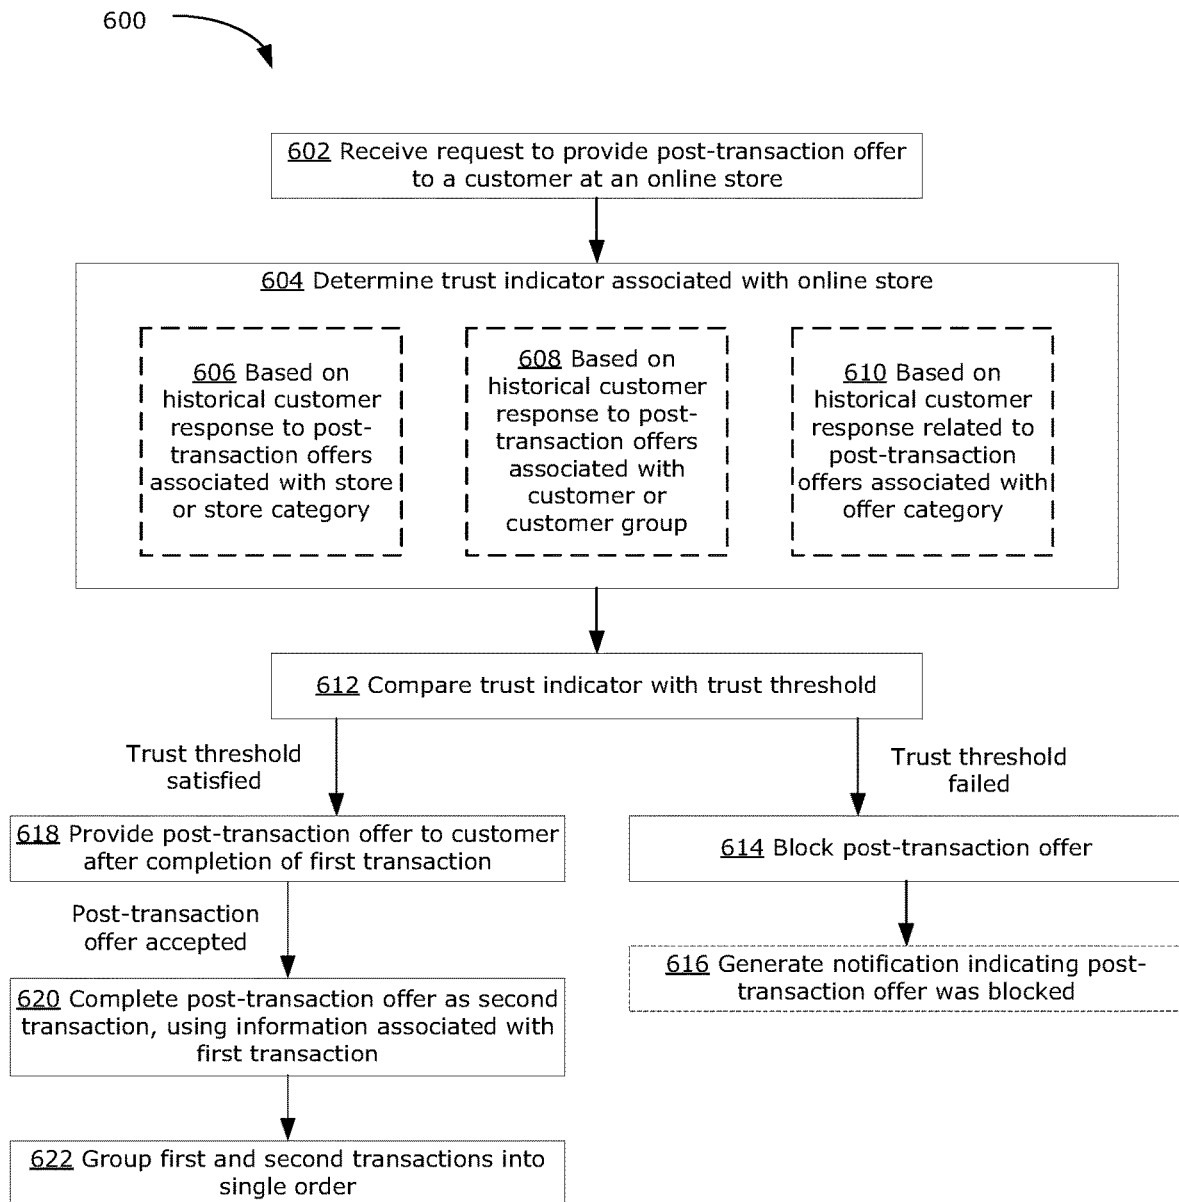 600
602 Receive request to provide post-transaction offer
to a customer at an online store
604 Determine trust indicator associated with online store
606 Based on
historical customer
response to post-
transaction offers
associated with store
or store category
608 Based on
historical customer
response to post-
transaction offers
associated with
customer or
customer group
610 Based on
historical customer
response related to
post-transaction
offers associated with
offer category
612 Compare trust indicator with trust threshold
Trust threshold
satisfied
Trust threshold
failed
618 Provide post-transaction offer to customer
after completion of first transaction
614 Block post-transaction offer
Post-transaction
offer accepted
616 Generate notification indicating post-
transaction offer was blocked
620 Complete post-transaction offer as second
transaction, using information associated with
first transaction
622 Group first and second transactions into
single order